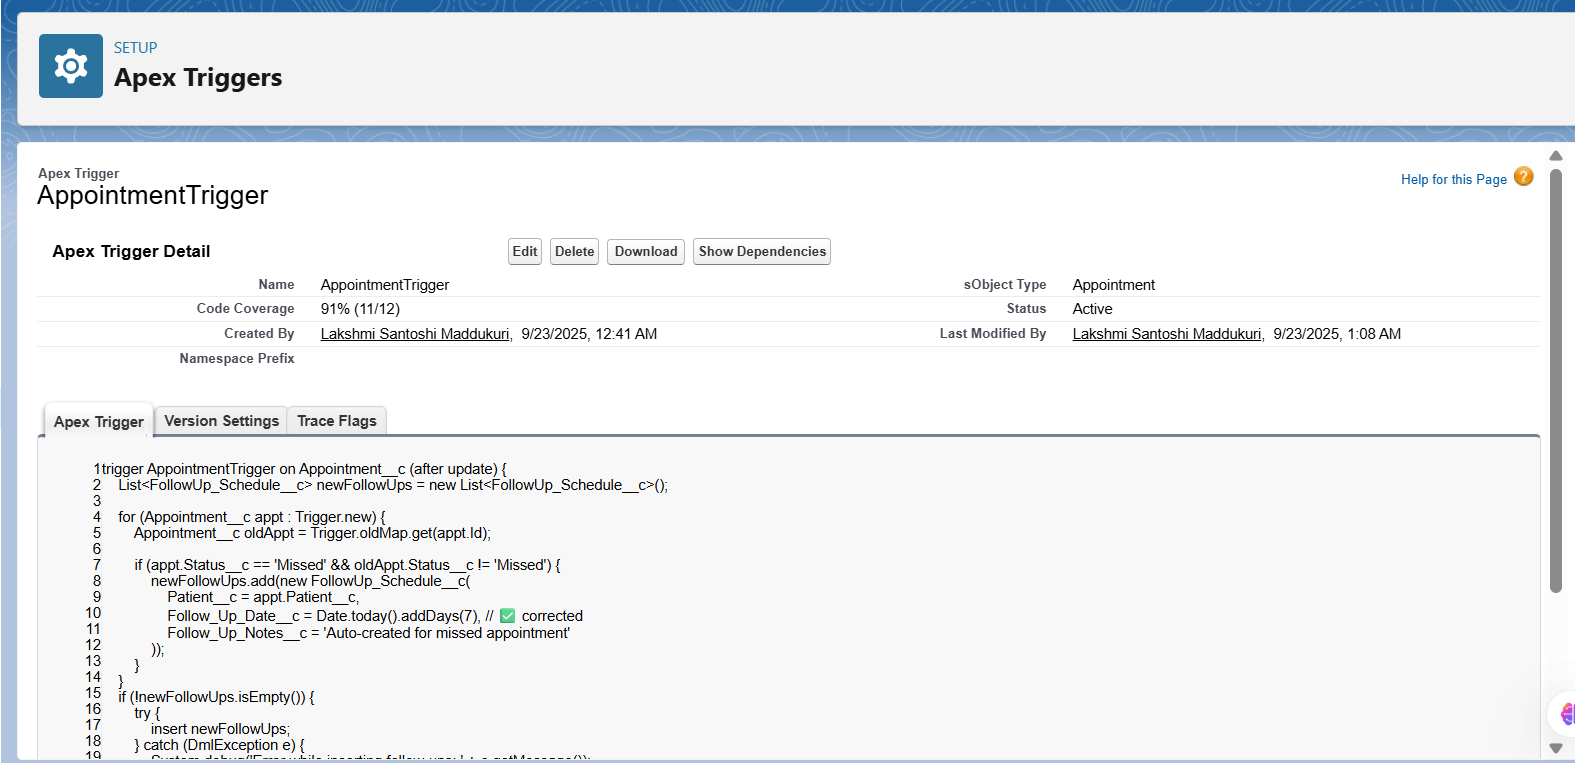 SETUP
Apex Triggers
Apex Trigger
AppointmentTrigger
Help for this Page ?
Apex Trigger Detail
Edit Delete Download Show Dependencies
Name AppointmentTrigger sObject Type Appointment
Code Coverage 91% (11/12) Status Active
Created By Lakshmi Santoshi Maddukuri, 9/23/2025, 12:41 AM Last Modified By Lakshmi Santoshi Maddukuri, 9/23/2025, 1:08 AM
Namespace Prefix
Apex Trigger Version Settings Trace Flags
1 trigger AppointmentTrigger on Appointment__c (after update) {
2 List<FollowUp_Schedule__c> newFollowUps = new List<FollowUp_Schedule__c>();
3
4 for (Appointment__c appt : Trigger.new) {
5 Appointment__c oldAppt = Trigger.oldMap.get(appt.Id);
6
7 if (appt.Status__c == 'Missed' && oldAppt.Status__c != 'Missed') {
8 newFollowUps.add(new FollowUp_Schedule__c(
9 Patient__c = appt.Patient__c,
10 Follow_Up_Date__c = Date.today().addDays(7), // ✅ corrected
11 Follow_Up_Notes__c = 'Auto-created for missed appointment'
12 ));
13 }
14 }
15 if (!newFollowUps.isEmpty()) {
16 try {
17 insert newFollowUps;
18 } catch (DmlException e) {
19